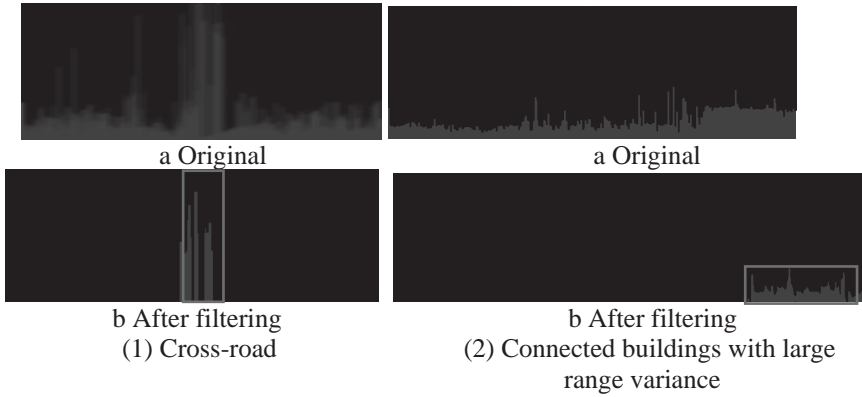 a Original
a Original
b After filtering
(1) Cross-road
b After filtering
(2) Connected buildings with large
range variance